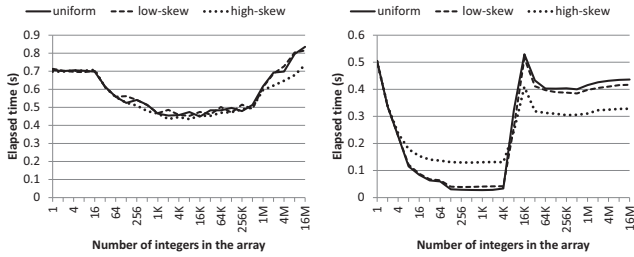 uniform low-skew high-skew
0.9
0.8
0.7
0.6
0.5
0.4
0.3
0.2
0.1
0
Elapsed time (s)
1 4 16 64 256 1K 4K 16K 64K 256K 1M 4M 16M
Number of integers in the array
uniform low-skew high-skew
0.6
0.5
0.4
0.3
0.2
0.1
0
Elapsed time (s)
1 4 16 64 256 1K 4K 16K 64K 256K 1M 4M 16M
Number of integers in the array